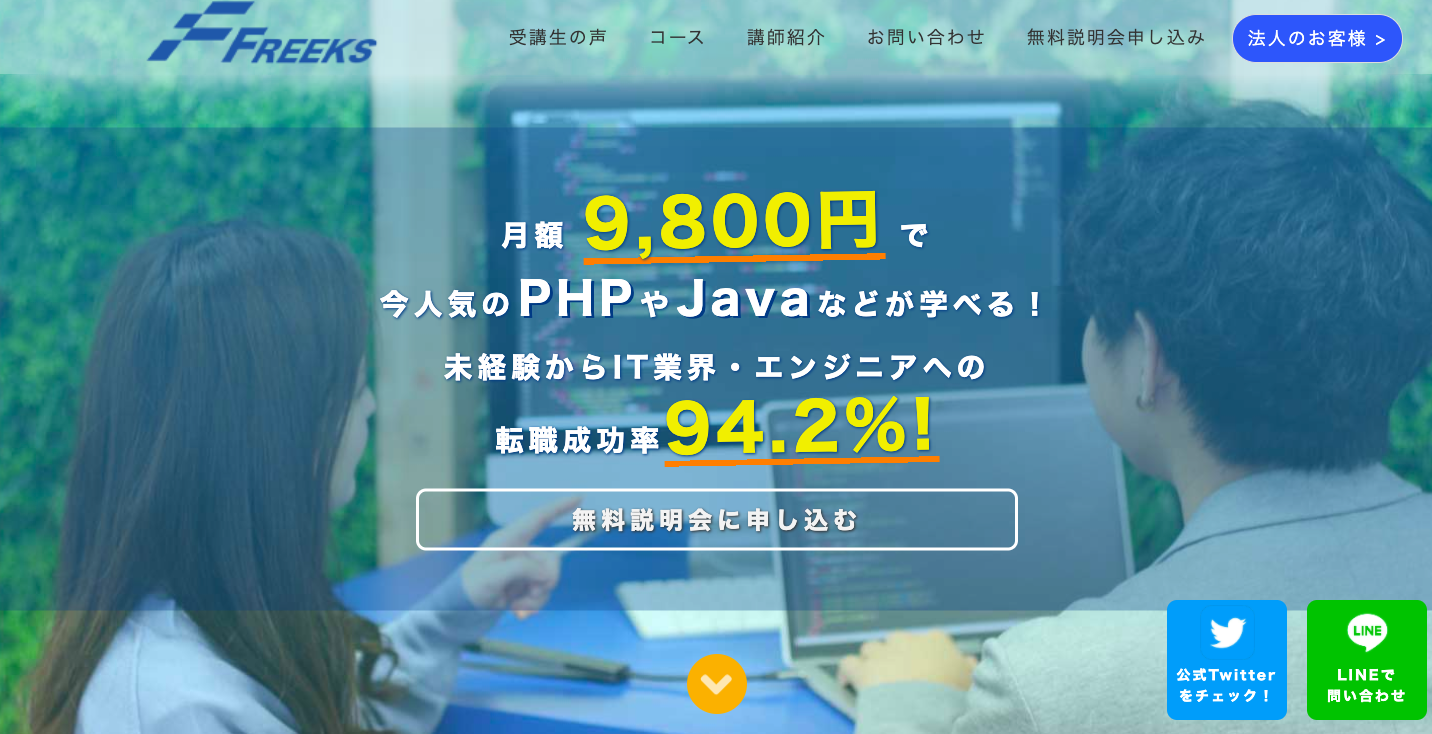 FREEKS
受講生の声
コース
講師紹介
お問い合わせ
無料説明会申し込み
法人のお客様 >
月額 9,800円 で
今人気のPHPやJavaなどが学べる！
未経験からIT業界・エンジニアへの
転職成功率94.2%!
無料説明会に申し込む
公式Twitter
をチェック！
LINE
LINEで
問い合わせ